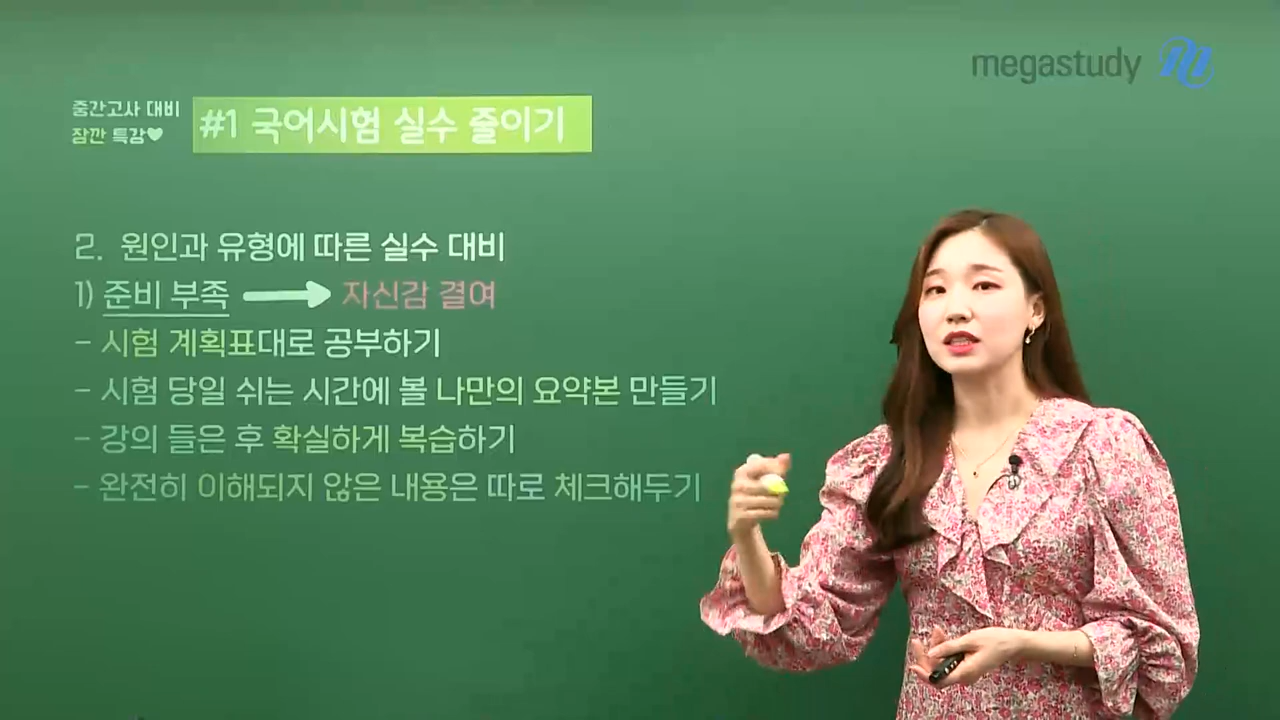 megastudy
중간고사 대비
잠깐 특강♥
#1 국어시험 실수 줄이기
2. 원인과 유형에 따른 실수 대비
1) 준비 부족 → 자신감 결여
- 시험 계획표대로 공부하기
- 시험 당일 쉬는 시간에 볼 나만의 요약본 만들기
- 강의 들은 후 확실하게 복습하기
- 완전히 이해되지 않은 내용은 따로 체크해두기